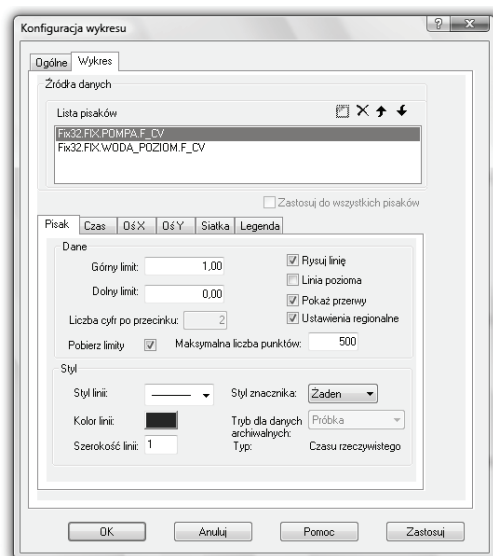 Konfiguracja wykresu
Ogólne Wykres
Źródła danych
Lista pisaków
Fix32.FIX.POMPA.F_CV
Fix32.FIX.WODA_POZIOM.F_CV
Zastosuj do wszystkich pisaków
Pisak Czas Oś X Oś Y Siatka Legenda
Dane
Górny limit: 1,00
Rysuj linię
Linia pozioma
Dolny limit: 0,00
Pokaż przerwy
Liczba cyfr po przecinku: 2
Ustawienia regionalne
Pobierz limity Maksymalna liczba punktów: 500
Styl
Styl linii: Styl znacznika: Żaden
Kolor linii: Tryb dla danych archiwalnych: Próbka
Szerokość linii: 1 Typ: Czasu rzeczywistego
OK Anuluj Pomoc Zastosuj